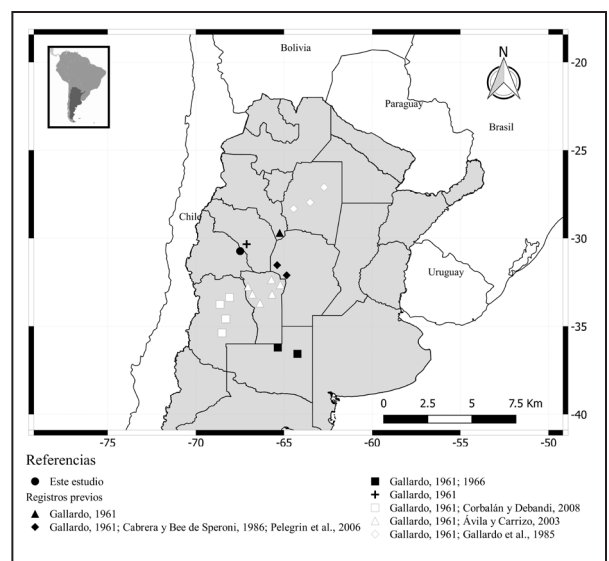 Bolivia
N
-20
Paraguay
Brasil
-25
Chile
-30
Uruguay
-35
0 2.5 5 7.5 Km
-40
-75 -70 -65 -60 -55 -50
Referencias
Este estudio
Registros previos
Gallardo, 1961
Gallardo, 1961; Cabrera y Bee de Speroni, 1986; Pelegrin et al., 2006
Gallardo, 1961; 1966
Gallardo, 1961
Gallardo, 1961; Corbalán y Debandi, 2008
Gallardo, 1961; Ávila y Carrizo, 2003
Gallardo, 1961; Gallardo et al., 1985